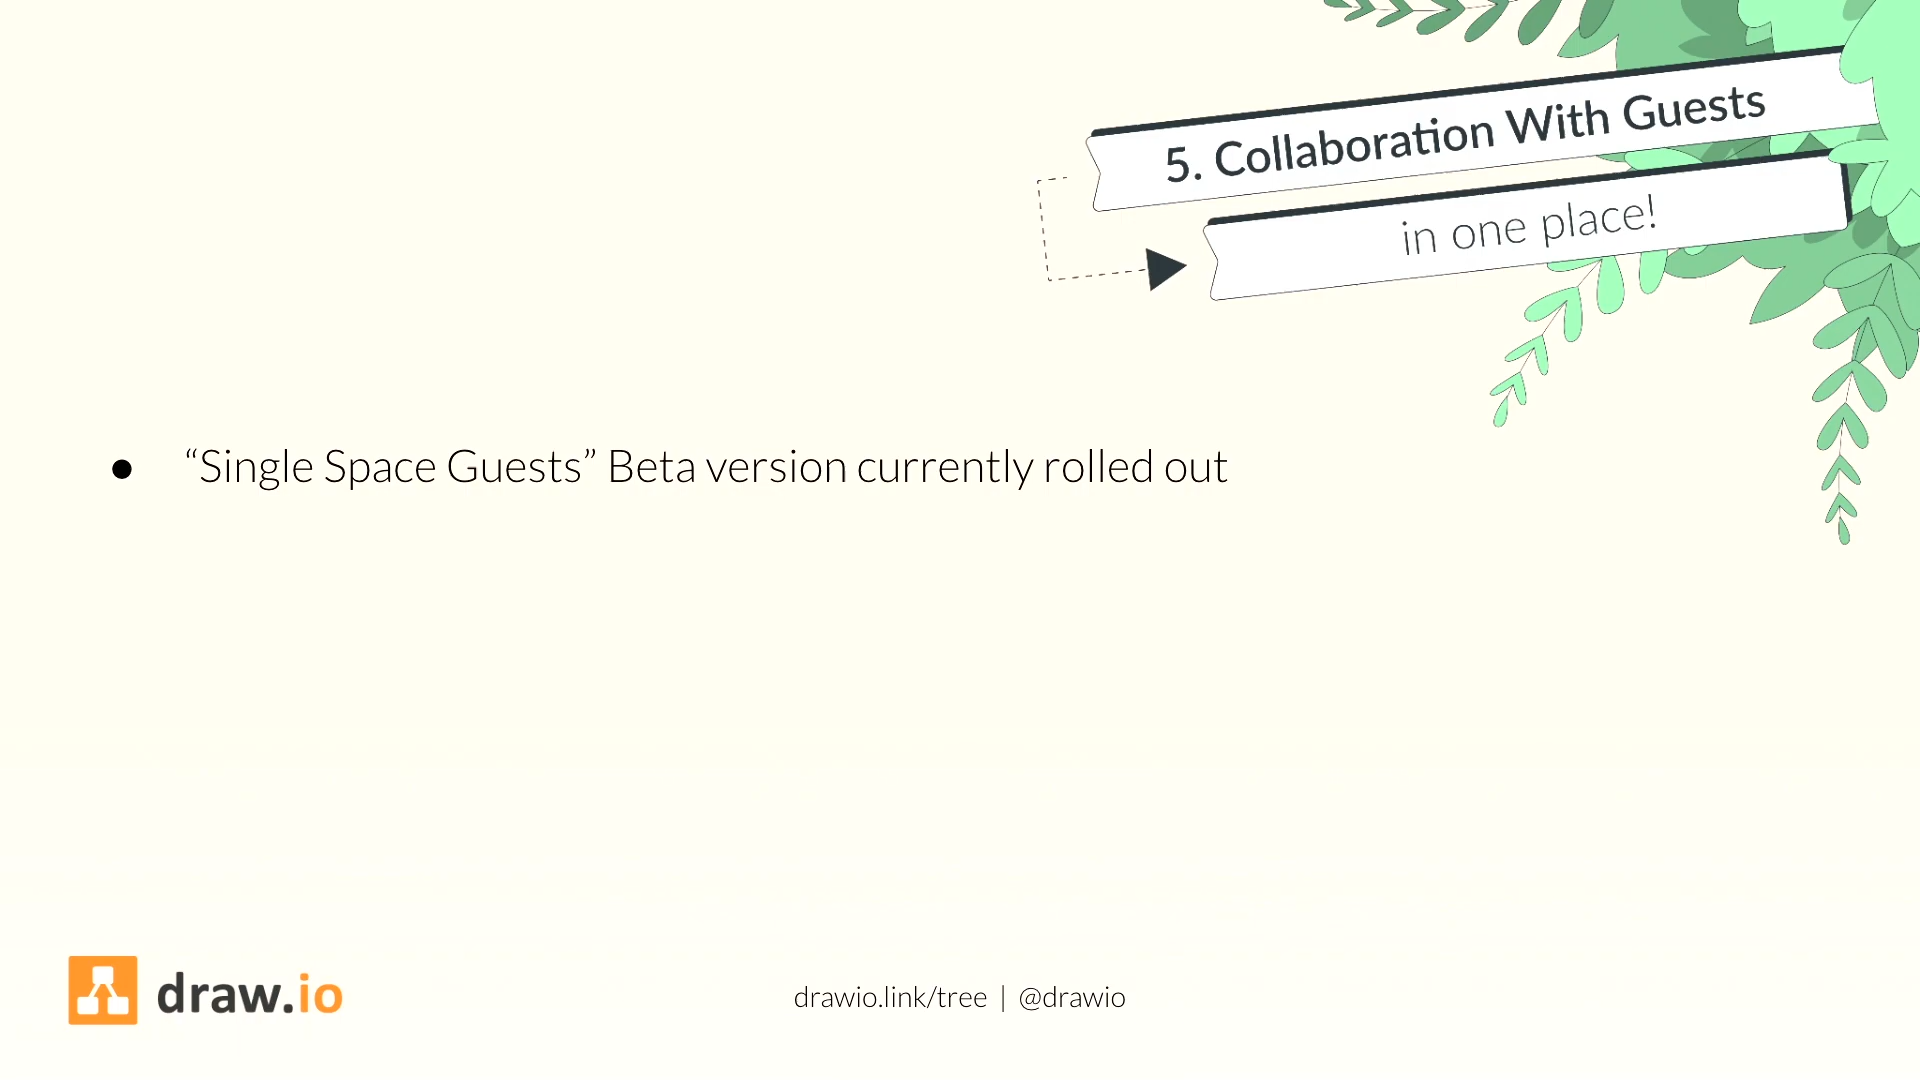 5. Collaboration With Guests
in one place!
● “Single Space Guests” Beta version currently rolled out
draw.io
drawio.link/tree | @drawio